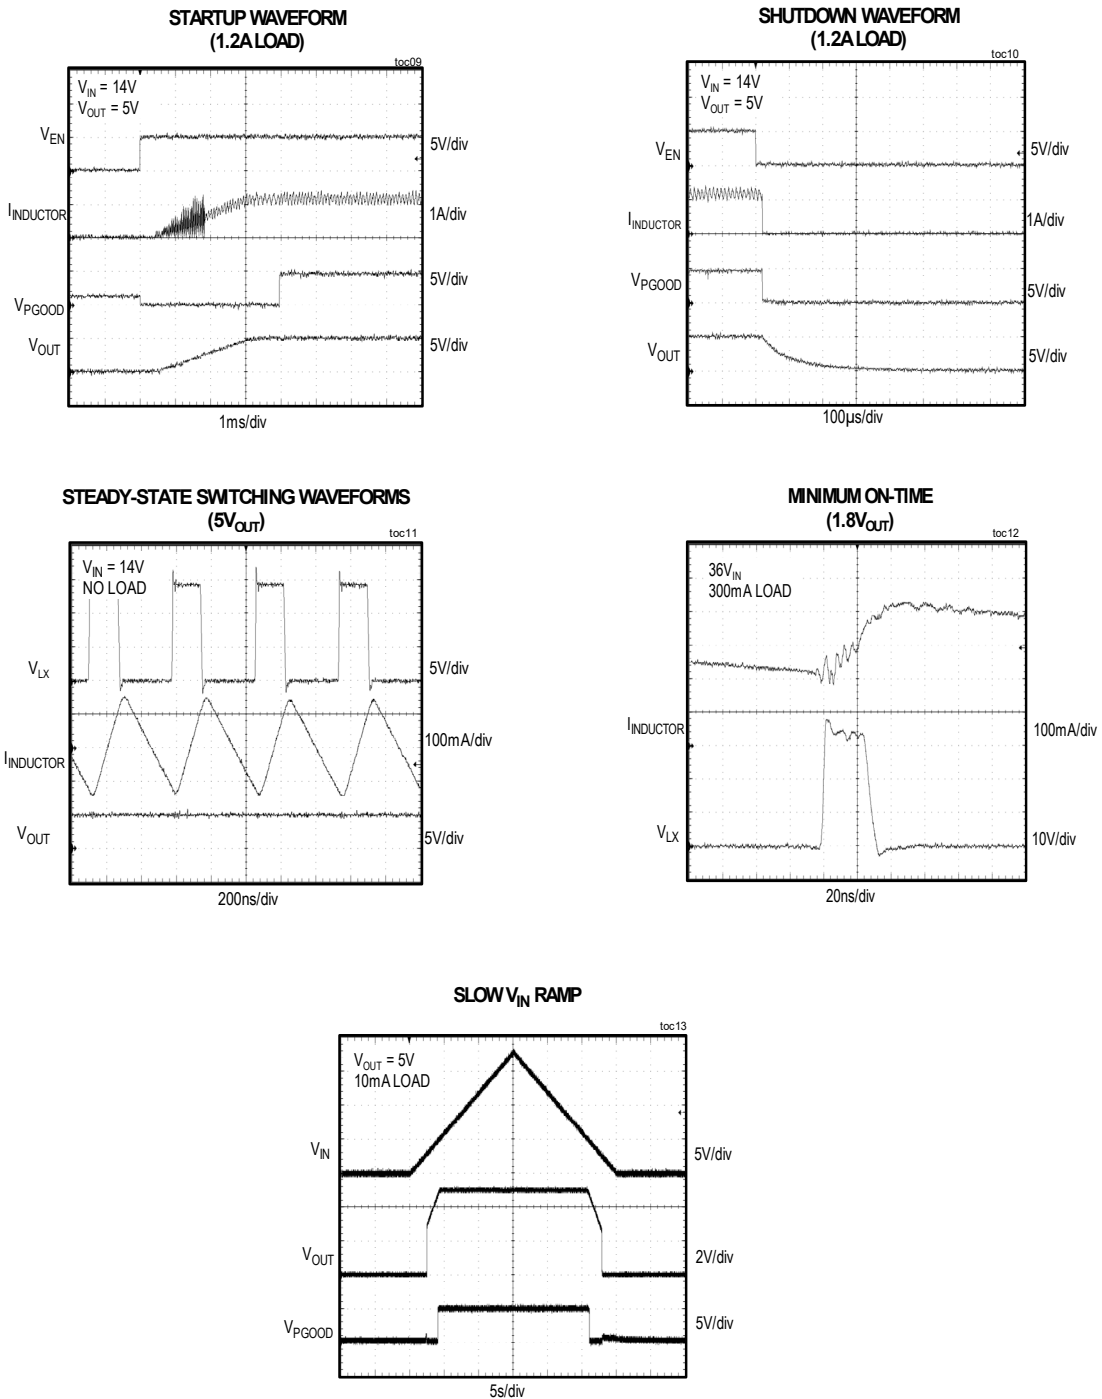 STARTUP WAVEFORM
(1.2A LOAD)
toc09
V_IN = 14V
V_OUT = 5V
V_EN
5V/div
I_INDUCTOR
1A/div
V_PGOOD
5V/div
V_OUT
5V/div
1ms/div
SHUTDOWN WAVEFORM
(1.2A LOAD)
toc10
V_IN = 14V
V_OUT = 5V
V_EN
5V/div
I_INDUCTOR
1A/div
V_PGOOD
5V/div
V_OUT
5V/div
100µs/div
STEADY-STATE SWITCHING WAVEFORMS
(5V_OUT)
toc11
V_IN = 14V
NO LOAD
V_LX
5V/div
I_INDUCTOR
100mA/div
V_OUT
5V/div
200ns/div
MINIMUM ON-TIME
(1.8V_OUT)
toc12
36V_IN
300mA LOAD
I_INDUCTOR
100mA/div
V_LX
10V/div
20ns/div
SLOW V_IN RAMP
toc13
V_OUT = 5V
10mA LOAD
V_IN
5V/div
V_OUT
2V/div
V_PGOOD
5V/div
5s/div